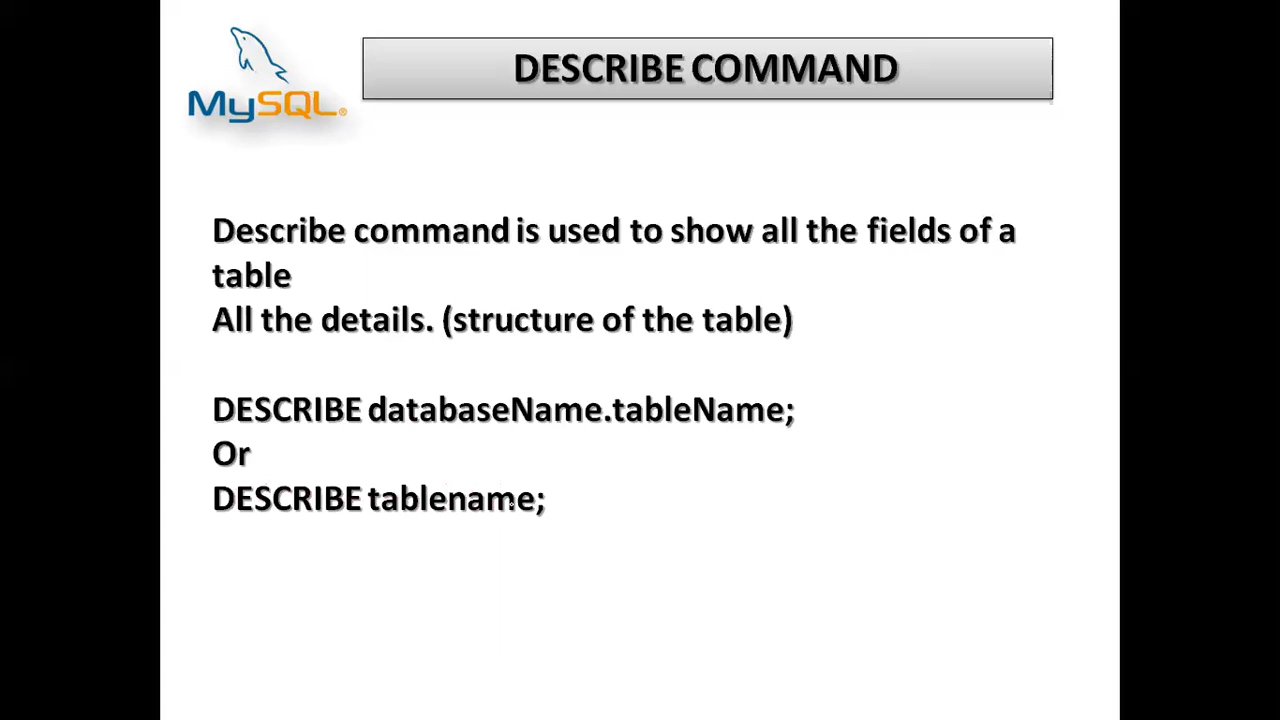 MySQL®
DESCRIBE COMMAND
Describe command is used to show all the fields of a
table
All the details. (structure of the table)
DESCRIBE databaseName.tableName;
Or
DESCRIBE tablename;